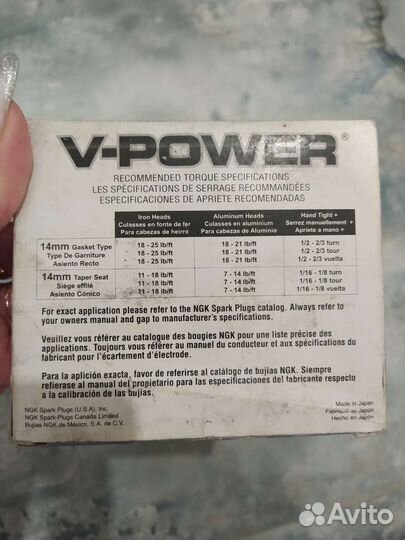 V-POWER®
RECOMMENDED TORQUE SPECIFICATIONS
LES SPÉCIFICATIONS DE SERRAGE RECOMMANDÉES
ESPECIFICACIONES DE APRIETE RECOMENDADAS
Iron Heads Aluminum Heads Hand Tight +
Culasses en fonte de fer Culasses en aluminium Serrez manuellement +
Para cabezas de heirro Para cabezas de Aluminio Apriete a mano +
14mm Gasket Type 18 - 25 lb/ft 18 - 21 lb/ft 1/2 - 2/3 turn
Type De Garniture 18 - 25 lb/ft 18 - 21 lb/ft 1/2 - 2/3 tour
Asiento Recto 18 - 25 lb/ft 18 - 21 lb/ft 1/2 - 2/3 vuelta
14mm Taper Seat 11 - 18 lb/ft 7 - 14 lb/ft 1/16 - 1/8 turn
Siège effilé 11 - 18 lb/ft 7 - 14 lb/ft 1/16 - 1/8 tour
Asiento Cónico 11 - 18 lb/ft 7 - 14 lb/ft 1/16 - 1/8 vuelta
For exact application please refer to the NGK Spark Plugs catalog. Always refer to
your owners manual and gap to manufacturer's specifications.
Veuillez vous référer au catalogue des bougies NGK pour une liste précise des
applications. Toujours vous référer au manuel du conducteur et aux spécifications du
fabricant pour l'écartement d'électrode.
Para la aplición exacta, favor de referirse al catálogo de bujías NGK. Siempre
refierase al manual del propietario para las especificaciones del fabricante respecto
a la calibración de las bujías.
NGK Spark Plugs (U.S.A), Inc.
NGK Spark Plugs Canada Limited
Bujías NGK de México, S.A. de C.V.
Made in Japan
Fabriqué au Japon
Hecho en Japón
Avito